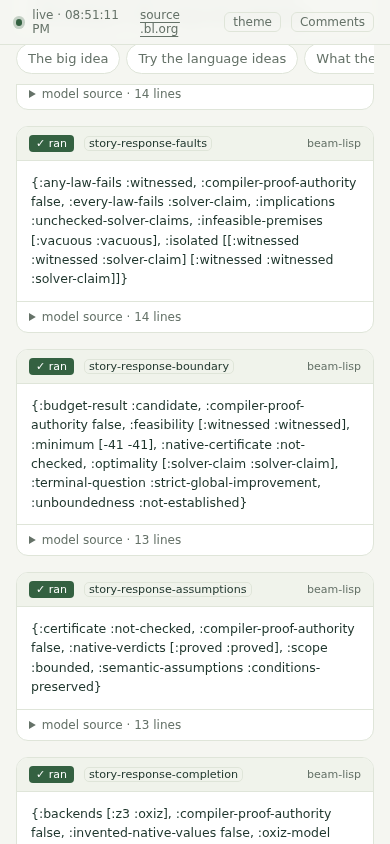 live · 08:51:11 PM
source .bl.org
theme
Comments
The big idea
Try the language ideas
What the
▶ model source · 14 lines
✓ ran
story-response-faults
beam-lisp
{:any-law-fails :witnessed, :compiler-proof-authority
false, :every-law-fails :solver-claim, :implications
:unchecked-solver-claims, :infeasible-premises
[:vacuous :vacuous], :isolated [[:witnessed
:witnessed :solver-claim] [:witnessed :witnessed
:solver-claim]]}
▶ model source · 14 lines
✓ ran
story-response-boundary
beam-lisp
{:budget-result :candidate, :compiler-proof-
authority false, :feasibility [:witnessed :witnessed],
:minimum [-41 -41], :native-certificate :not-
checked, :optimality [:solver-claim :solver-claim],
:terminal-question :strict-global-improvement,
:unboundedness :not-established}
▶ model source · 13 lines
✓ ran
story-response-assumptions
beam-lisp
{:certificate :not-checked, :compiler-proof-authority
false, :native-verdicts [:proved :proved], :scope
:bounded, :semantic-assumptions :conditions-
preserved}
▶ model source · 13 lines
✓ ran
story-response-completion
beam-lisp
{:backends [:z3 :oxiz], :compiler-proof-authority
false, :invented-native-values false, :oxiz-model